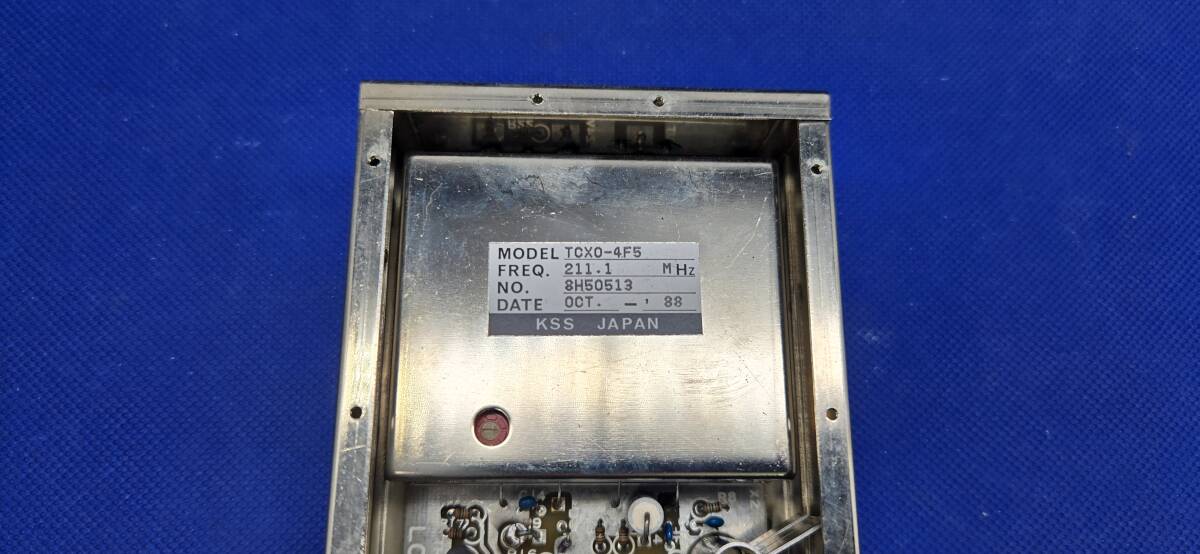 MODEL TCXO-4F5
FREQ. 211.1 MHz
NO. 8H50513
DATE OCT. -'88
KSS JAPAN